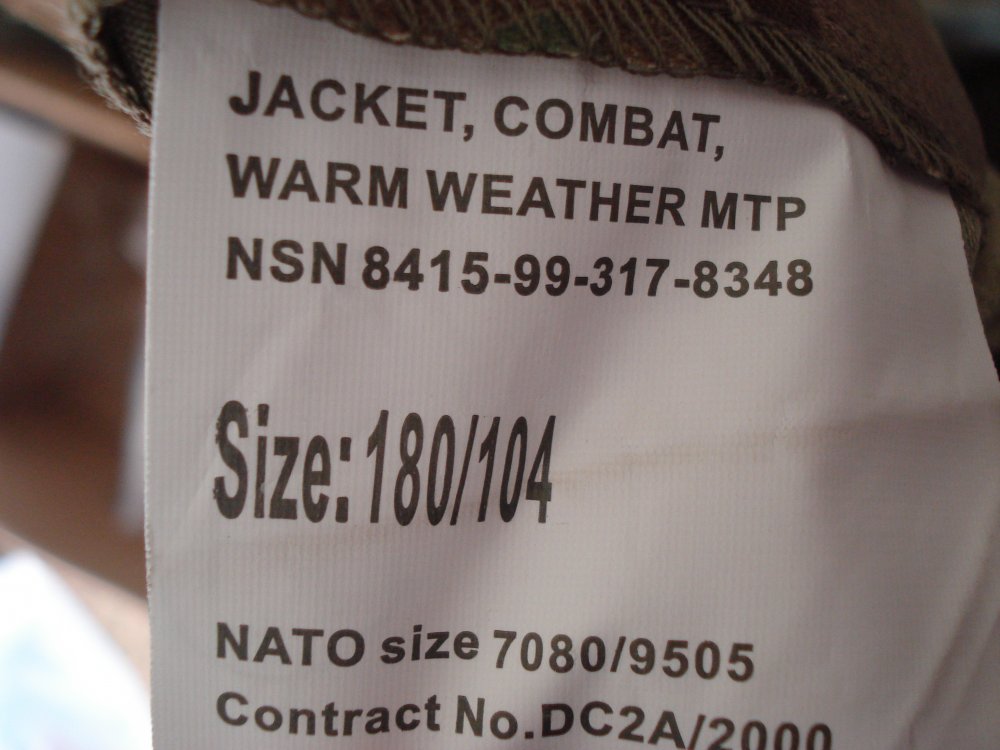 JACKET, COMBAT,
WARM WEATHER MTP
NSN 8415-99-317-8348
Size: 180/104
NATO size 7080/9505
Contract No.DC2A/2000